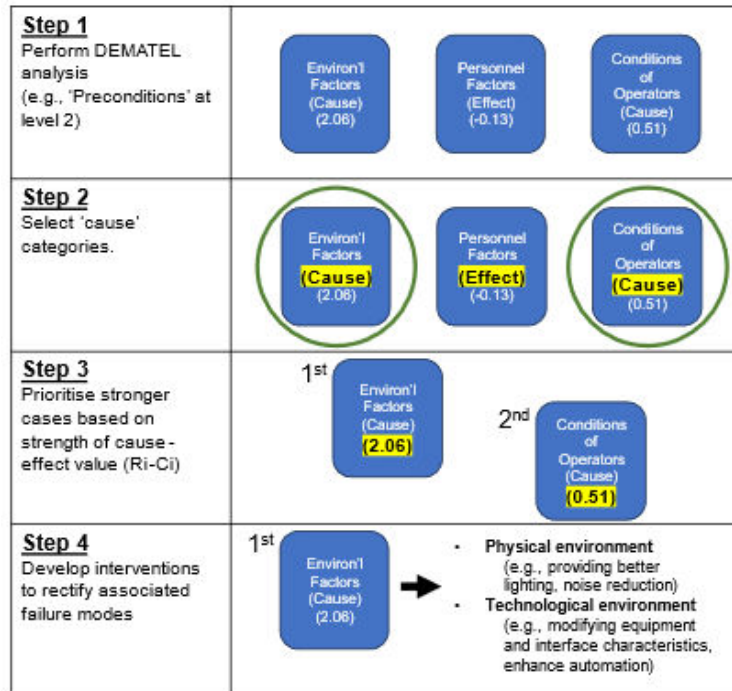 Step 1
Perform DEMATEL
analysis
(e.g., 'Preconditions' at
level 2)
Environ'l
Factors
(Cause)
(2.06)
Personnel
Factors
(Effect)
(-0.13)
Conditions
of
Operators
(Cause)
(0.51)
Step 2
Select 'cause'
categories.
Environ'l
Factors
(Cause)
(2.06)
Personnel
Factors
(Effect)
(-0.13)
Conditions
of
Operators
(Cause)
(0.51)
Step 3
Prioritise stronger
cases based on
strength of cause-
effect value (Ri-Ci)
1st
Environ'l
Factors
(Cause)
(2.06)
2nd
Conditions
of
Operators
(Cause)
(0.51)
Step 4
Develop interventions
to rectify associated
failure modes
1st
Environ'l
Factors
(Cause)
(2.06)
• Physical environment
(e.g., providing better
lighting, noise reduction)
• Technological environment
(e.g., modifying equipment
and interface characteristics,
enhance automation)